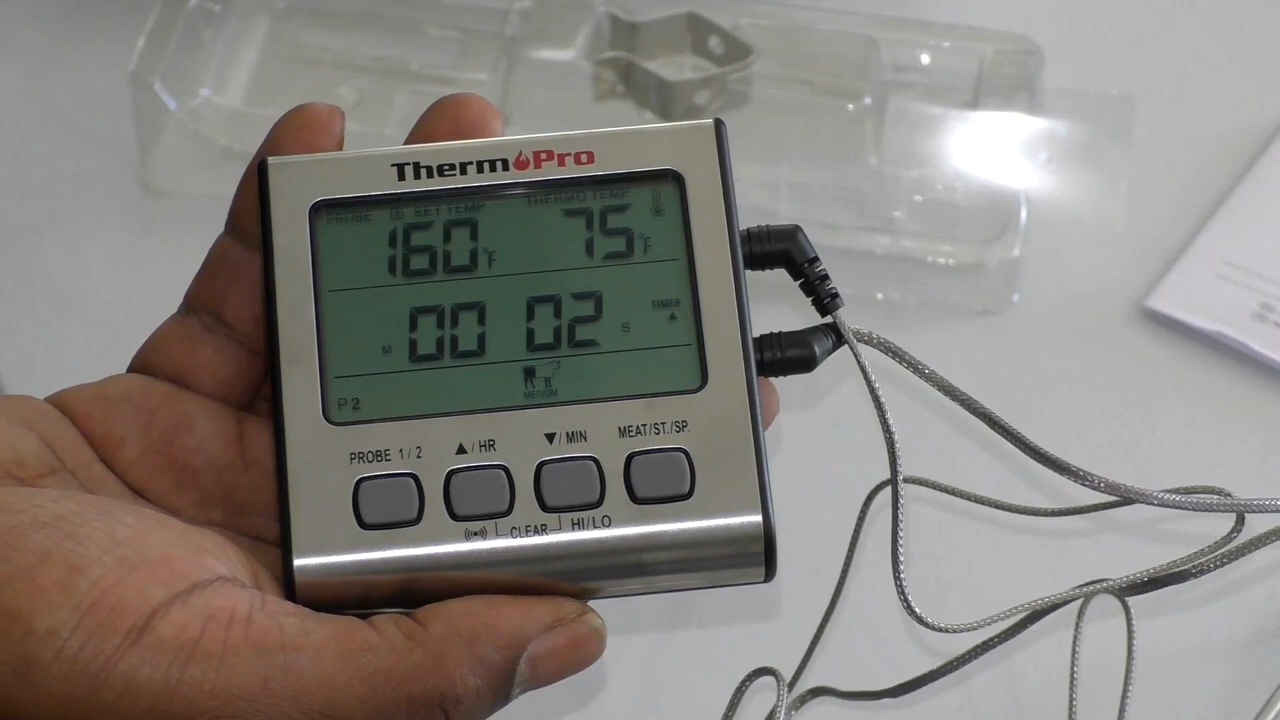 ThermoPro
PROBE 2 SET TEMP THERMO TEMP
160°F 75°F
M 00 02 S TIMER ▲
MEDIUM
P2
PROBE 1/2 ▲/HR ▼/MIN MEAT/ST./SP.
CLEAR HI/LO